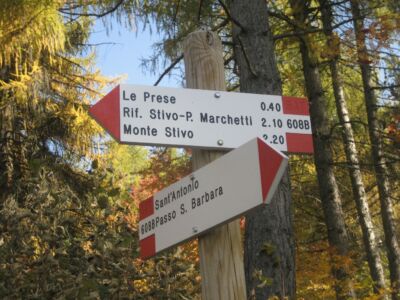 Le Prese 0.40
Rif. Stivo-P. Marchetti 2.10 608B
Monte Stivo 2.20
Sant'Antonio
608B Passo S. Barbara